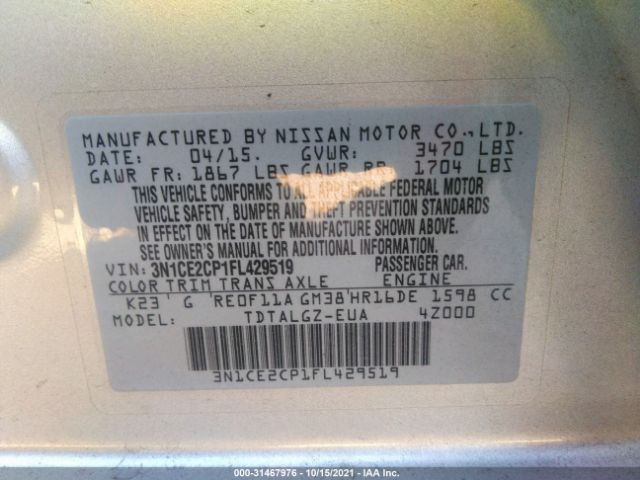 MANUFACTURED BY NISSAN MOTOR CO.,LTD.
DATE: 04/15. GVWR: 3470 LBS
GAWR FR: 1867 LBS GAWR RR 1704 LBS
THIS VEHICLE CONFORMS TO ALL APPLICABLE FEDERAL MOTOR
VEHICLE SAFETY, BUMPER AND THEFT PREVENTION STANDARDS
IN EFFECT ON THE DATE OF MANUFACTURE SHOWN ABOVE.
SEE OWNER'S MANUAL FOR ADDITIONAL INFORMATION.
VIN: 3N1CE2CP1FL429519 PASSENGER CAR.
COLOR TRIM TRANS AXLE ENGINE
K23 G RE0F11A GM38 HR16DE 1598 CC
MODEL: TDTALGZ-EUA 4Z000
3N1CE2CP1FL429519
000-31467976 - 10/15/2021 - IAA Inc.